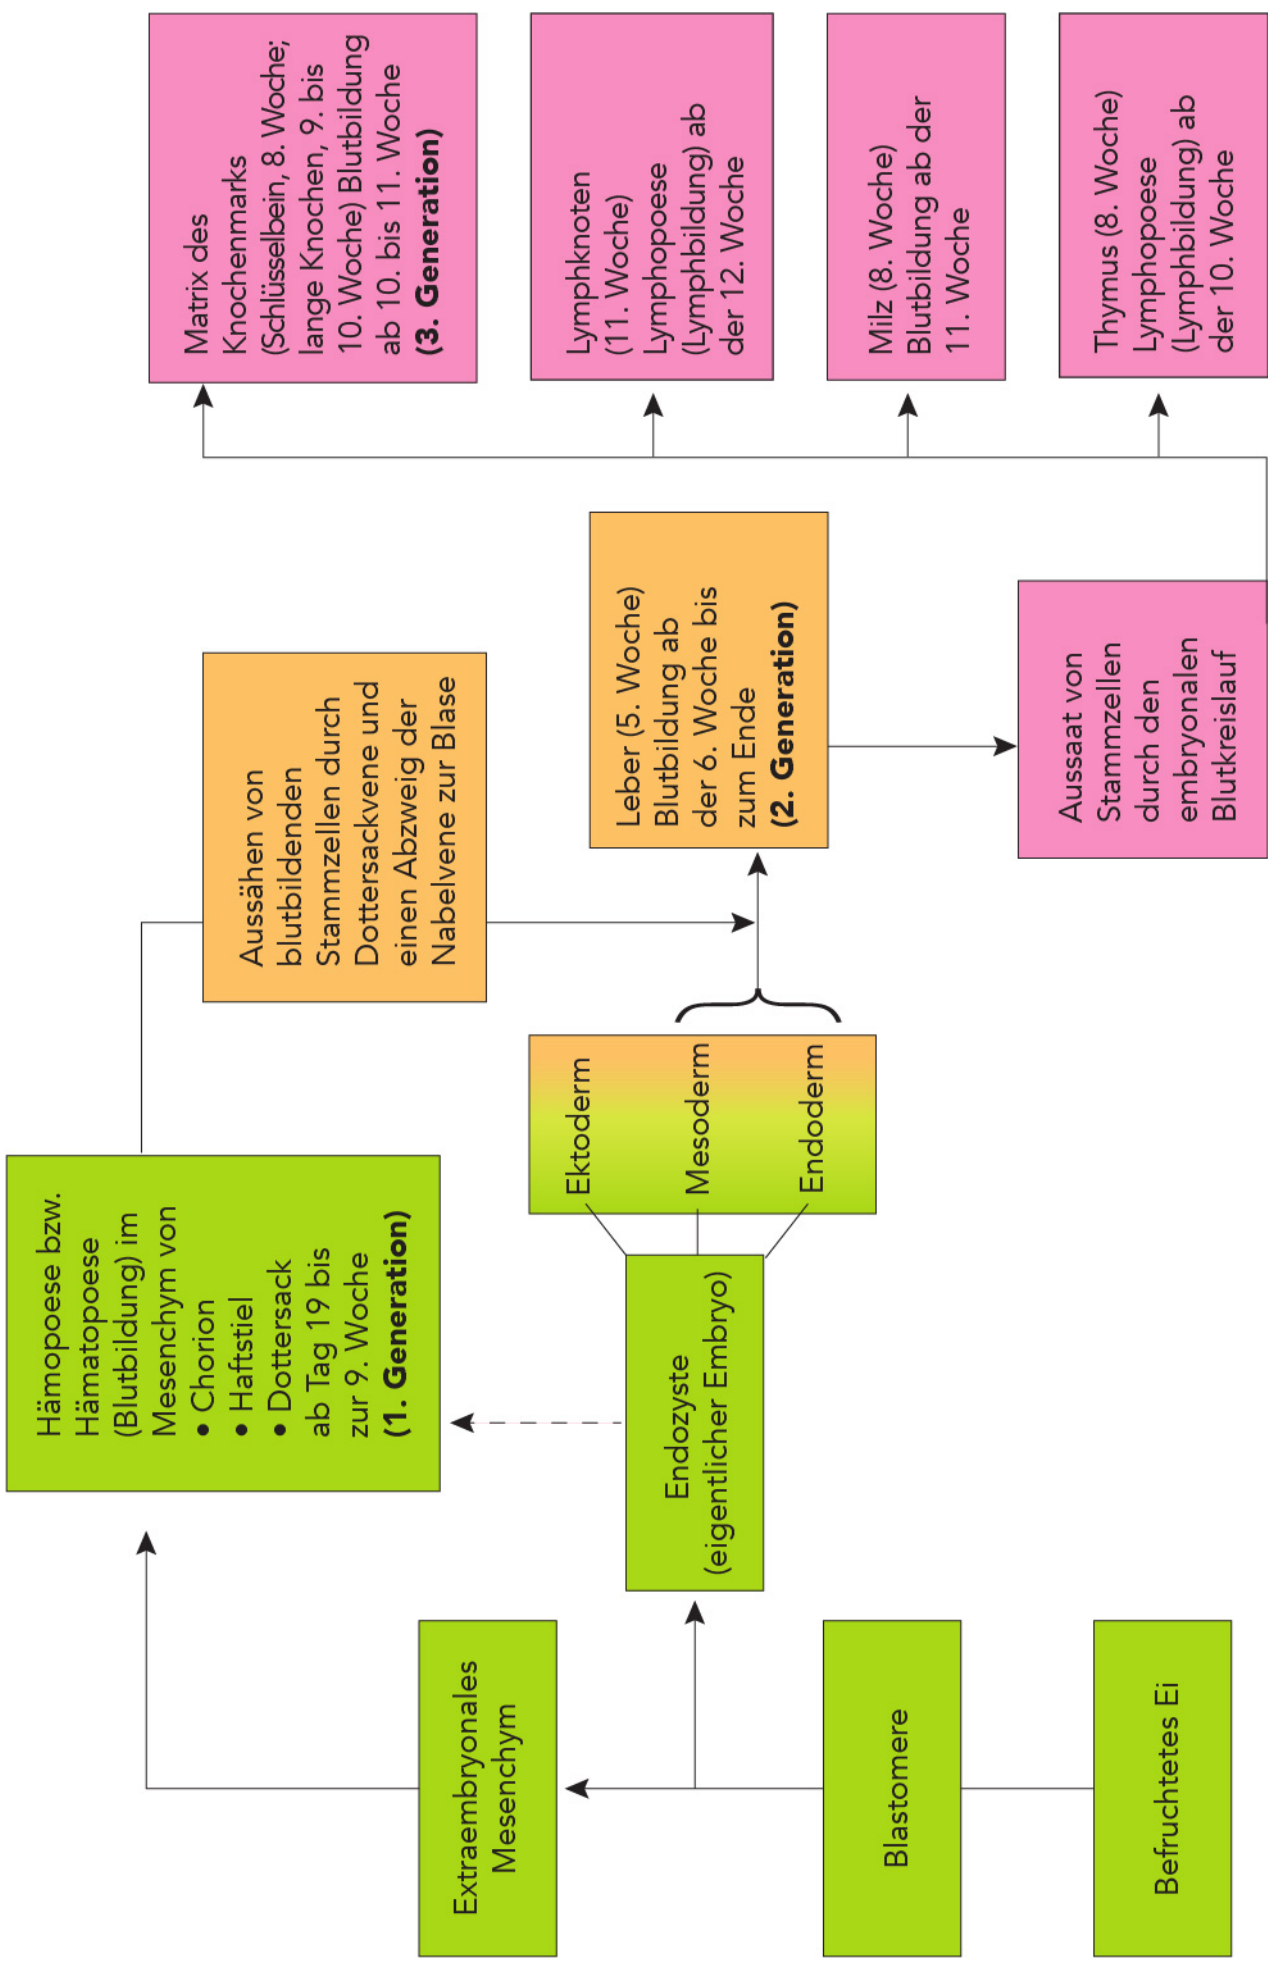 Befruchtetes Ei
Blastomere
Extraembryonales
Mesenchym
Endozyste
(eigentlicher Embryo)
Hämopoese bzw.
Hämatopoese
(Blutbildung) im
Mesenchym von
• Chorion
• Haftstiel
• Dottersack
ab Tag 19 bis
zur 9. Woche
(1. Generation)
Ektoderm
Mesoderm
Endoderm
Aussähen von
blutbildenden
Stammzellen durch
Dottersackvene und
einen Abzweig der
Nabelvene zur Blase
Leber (5. Woche)
Blutbildung ab
der 6. Woche bis
zum Ende
(2. Generation)
Aussaat von
Stammzellen
durch den
embryonalen
Blutkreislauf
Matrix des
Knochenmarks
(Schlüsselbein, 8. Woche;
lange Knochen, 9. bis
10. Woche) Blutbildung
ab 10. bis 11. Woche
(3. Generation)
Lymphknoten
(11. Woche)
Lymphopoese
(Lymphbildung) ab
der 12. Woche
Milz (8. Woche)
Blutbildung ab der
11. Woche
Thymus (8. Woche)
Lymphopoese
(Lymphbildung) ab
der 10. Woche